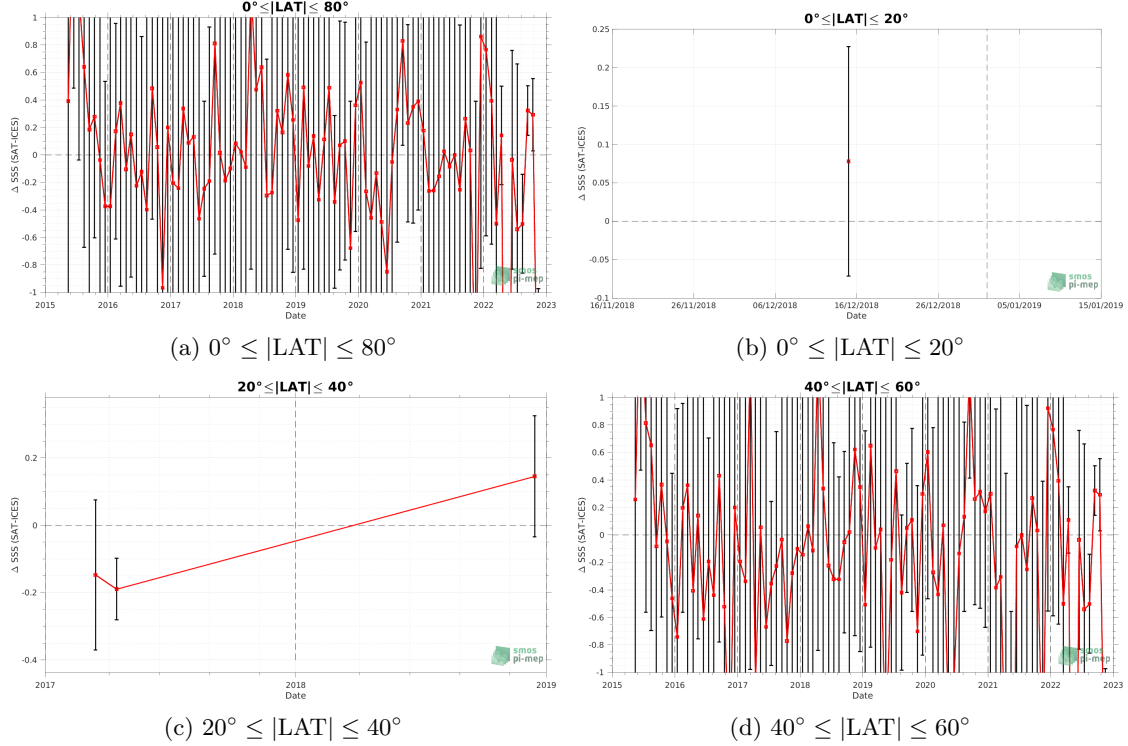 0°≤|LAT|≤ 80°
Δ SSS (SAT-ICES)
1
0.8
0.6
0.4
0.2
0
-0.2
-0.4
-0.6
-0.8
-1
2015 2016 2017 2018 2019 2020 2021 2022 2023
Date
smos
pi-mep
(a) 0° ≤ |LAT| ≤ 80°
0°≤|LAT|≤ 20°
Δ SSS (SAT-ICES)
0.25
0.2
0.15
0.1
0.05
0
-0.05
-0.1
16/11/2018 26/11/2018 06/12/2018 16/12/2018 26/12/2018 05/01/2019 15/01/2019
Date
smos
pi-mep
(b) 0° ≤ |LAT| ≤ 20°
20°≤|LAT|≤ 40°
Δ SSS (SAT-ICES)
0.2
0
-0.2
-0.4
2017 2018 2019
Date
smos
pi-mep
(c) 20° ≤ |LAT| ≤ 40°
40°≤|LAT|≤ 60°
Δ SSS (SAT-ICES)
1
0.8
0.6
0.4
0.2
0
-0.2
-0.4
-0.6
-0.8
-1
2015 2016 2017 2018 2019 2020 2021 2022 2023
Date
smos
pi-mep
(d) 40° ≤ |LAT| ≤ 60°